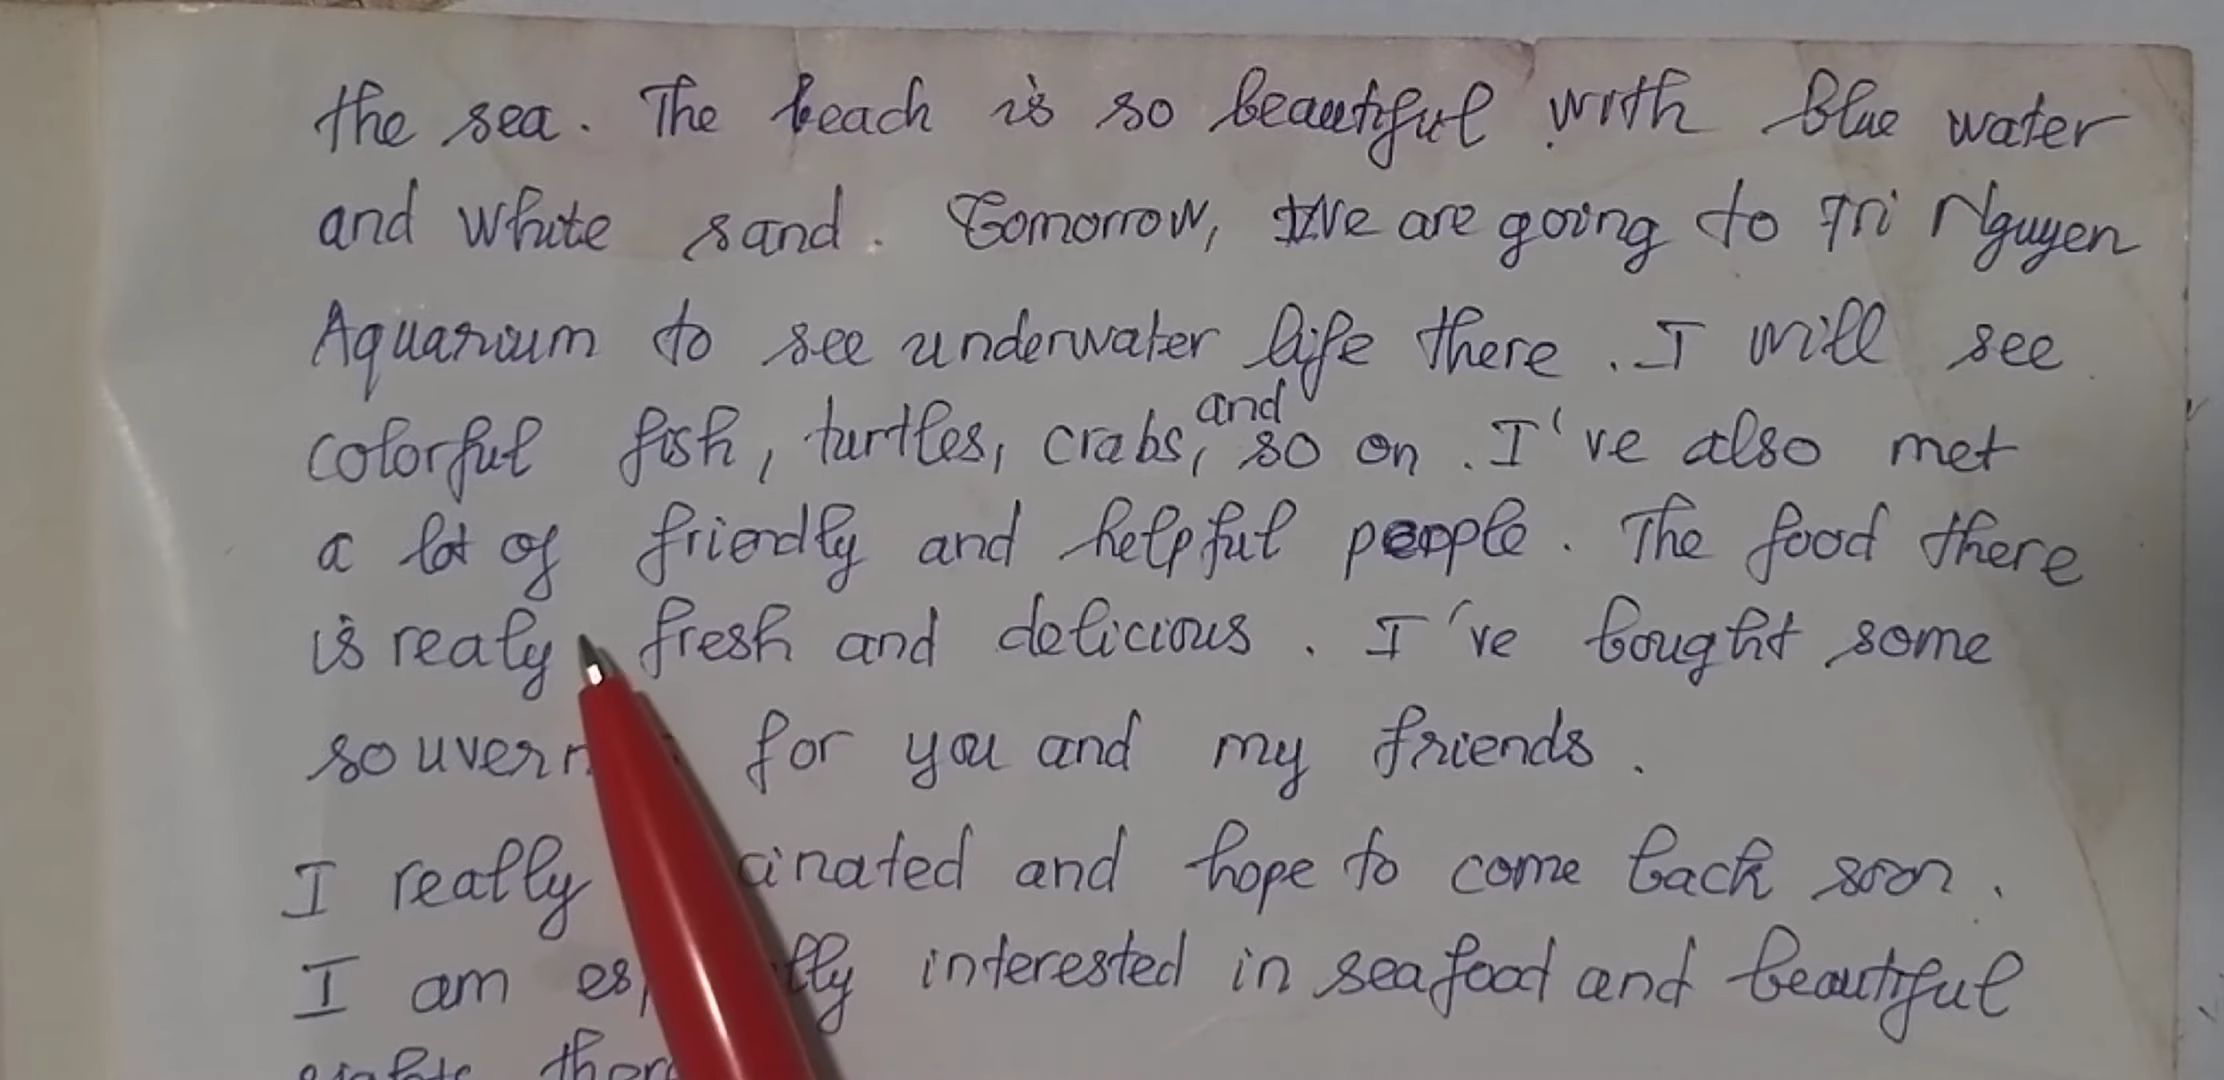 the sea. The beach is so beautiful with blue water
and white sand. Tomorrow, We are going to Tri Nguyen
Aquarium to see underwater life there. I will see
colorful fish, turtles, crabs, and so on. I've also met
a lot of friendly and helpful people. The food there
is realy fresh and delicious. I've bought some
for you and my friends.
I really and hope to come back soon.
I am interested in seafood and beautiful